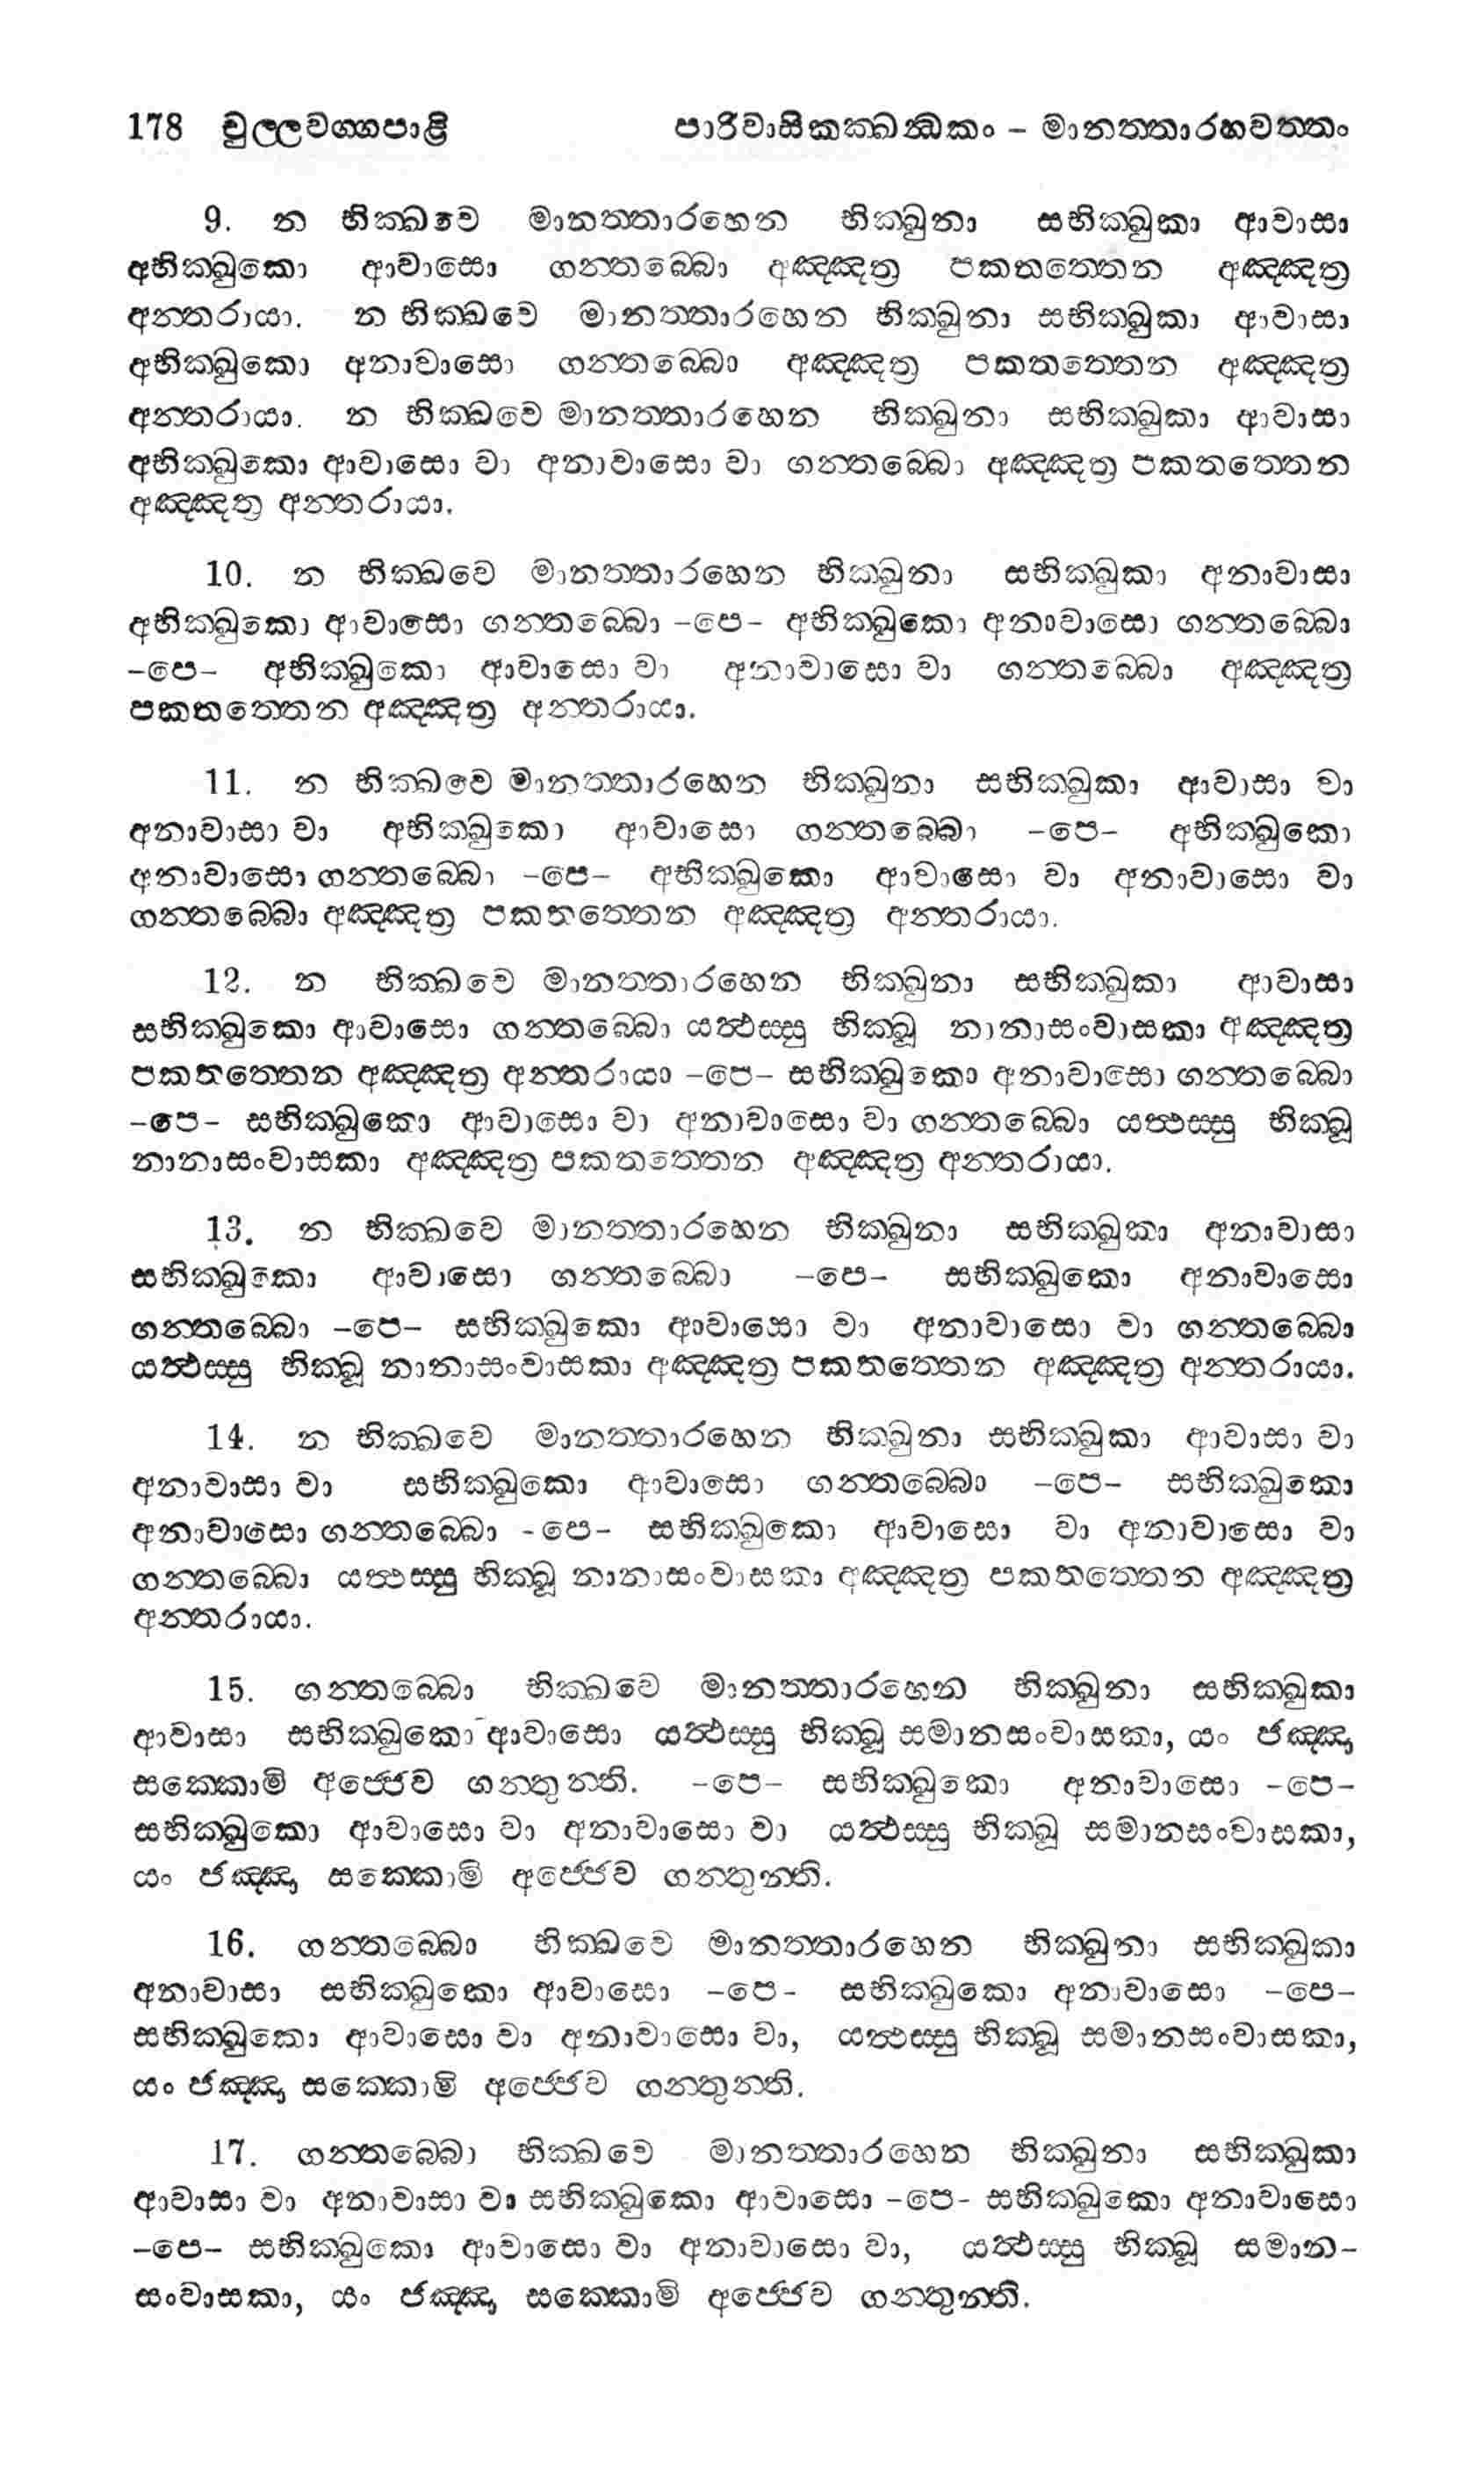 178 චුල්ලවග්ගපාළි පාරිවාසිකක්ඛන්ධකං – මානත්තාරහවත්තං
9. න භික්ඛවෙ මානත්තාරහෙන භික්ඛුනා සභික්ඛුකා ආවාසා
අභික්ඛුකො ආවාසො ගන්තබ්බො අඤ්ඤත්‍ර පකතත්තෙන අඤ්ඤත්‍ර
අන්තරායා. න භික්ඛවෙ මානත්තාරහෙන භික්ඛුනා සභික්ඛුකා ආවාසා
අභික්ඛුකො අනාවාසො ගන්තබ්බො අඤ්ඤත්‍ර පකතත්තෙන අඤ්ඤත්‍ර
අන්තරායා. න භික්ඛවෙ මානත්තාරහෙන භික්ඛුනා සභික්ඛුකා ආවාසා
අභික්ඛුකො ආවාසො වා අනාවාසො වා ගන්තබ්බො අඤ්ඤත්‍ර පකතත්තෙන
අඤ්ඤත්‍ර අන්තරායා.
10. න භික්ඛවෙ මානත්තාරහෙන භික්ඛුනා සභික්ඛුකා අනාවාසා
අභික්ඛුකො ආවාසො ගන්තබ්බො –පෙ– අභික්ඛුකො අනාවාසො ගන්තබ්බො
–පෙ– අභික්ඛුකො ආවාසො වා අනාවාසො වා ගන්තබ්බො අඤ්ඤත්‍ර
පකතත්තෙන අඤ්ඤත්‍ර අන්තරායා.
11. න භික්ඛවෙ මානත්තාරහෙන භික්ඛුනා සභික්ඛුකා ආවාසා වා
අනාවාසා වා අභික්ඛුකො ආවාසො ගන්තබ්බො –පෙ– අභික්ඛුකො
අනාවාසො ගන්තබ්බො –පෙ– අභික්ඛුකො ආවාසො වා අනාවාසො වා
ගන්තබ්බො අඤ්ඤත්‍ර පකතත්තෙන අඤ්ඤත්‍ර අන්තරායා.
12. න භික්ඛවෙ මානත්තාරහෙන භික්ඛුනා සභික්ඛුකා ආවාසා
සභික්ඛුකො ආවාසො ගන්තබ්බො යත්ථස්සු භික්ඛූ නානාසංවාසකා අඤ්ඤත්‍ර
පකතත්තෙන අඤ්ඤත්‍ර අන්තරායා –පෙ– සභික්ඛුකො අනාවාසො ගන්තබ්බො
–පෙ– සභික්ඛුකො ආවාසො වා අනාවාසො වා ගන්තබ්බො යත්ථස්සු භික්ඛූ
නානාසංවාසකා අඤ්ඤත්‍ර පකතත්තෙන අඤ්ඤත්‍ර අන්තරායා.
13. න භික්ඛවෙ මානත්තාරහෙන භික්ඛුනා සභික්ඛුකා අනාවාසා
සභික්ඛුකො ආවාසො ගන්තබ්බො –පෙ– සභික්ඛුකො අනාවාසො
ගන්තබ්බො –පෙ– සභික්ඛුකො ආවාසො වා අනාවාසො වා ගන්තබ්බො
යත්ථස්සු භික්ඛූ නානාසංවාසකා අඤ්ඤත්‍ර පකතත්තෙන අඤ්ඤත්‍ර අන්තරායා.
14. න භික්ඛවෙ මානත්තාරහෙන භික්ඛුනා සභික්ඛුකා ආවාසා වා
අනාවාසා වා සභික්ඛුකො ආවාසො ගන්තබ්බො –පෙ– සභික්ඛුකො
අනාවාසො ගන්තබ්බො -පෙ– සභික්ඛුකො ආවාසො වා අනාවාසො වා
ගන්තබ්බො යත්ථස්සු භික්ඛූ නානාසංවාසකා අඤ්ඤත්‍ර පකතත්තෙන අඤ්ඤත්‍ර
අන්තරායා.
15. ගන්තබ්බො භික්ඛවෙ මානත්තාරහෙන භික්ඛුනා සභික්ඛුකා
ආවාසා සභික්ඛුකො ආවාසො යත්ථස්සු භික්ඛූ සමානසංවාසකා, යං ජඤ්ඤා
සක්කොමි අජ්ජෙව ගන්තුන්ති. –පෙ– සභික්ඛුකො අනාවාසො –පෙ–
සභික්ඛුකො ආවාසො වා අනාවාසො වා යත්ථස්සු භික්ඛූ සමානසංවාසකා,
යං ජඤ්ඤා සක්කොමි අජ්ජෙව ගන්තුන්ති.
16. ගන්තබ්බො භික්ඛවෙ මානත්තාරහෙන භික්ඛුනා සභික්ඛුකා
අනාවාසා සභික්ඛුකො ආවාසො –පෙ- සභික්ඛුකො අනාවාසො –පෙ–
සභික්ඛුකො ආවාසො වා අනාවාසො වා, යත්ථස්සු භික්ඛූ සමානසංවාසකා,
යං ජඤ්ඤා සක්කොමි අජ්ජෙව ගන්තුන්ති.
17. ගන්තබ්බො භික්ඛවෙ මානත්තාරහෙන භික්ඛුනා සභික්ඛුකා
ආවාසා වා අනාවාසා වා සභික්ඛුකො ආවාසො –පෙ- සභික්ඛුකො අනාවාසො
–පෙ– සභික්ඛුකො ආවාසො වා අනාවාසො වා, යත්ථස්සු භික්ඛූ සමාන–
සංවාසකා, යං ජඤ්ඤා සක්කොමි අජ්ජෙව ගන්තුන්ති.